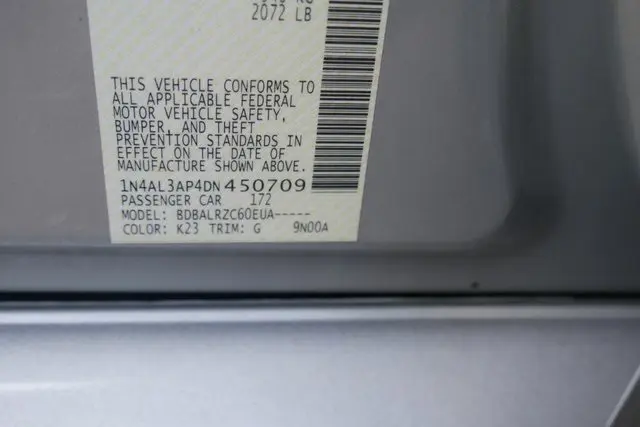 2072 LB
THIS VEHICLE CONFORMS TO
ALL APPLICABLE FEDERAL
MOTOR VEHICLE SAFETY,
BUMPER, AND THEFT
PREVENTION STANDARDS IN
EFFECT ON THE DATE OF
MANUFACTURE SHOWN ABOVE.
1N4AL3AP4DN450709
PASSENGER CAR 172
MODEL: BDBALRZC60EUA-----
COLOR: K23 TRIM: G 9N00A